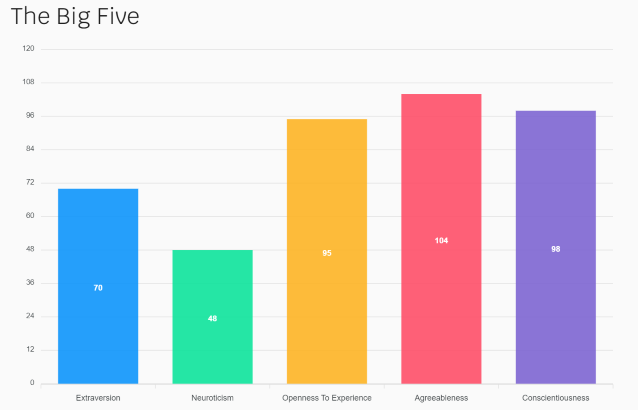 The Big Five
120
108
96
84
72
60
48
36
24
12
0
70
48
95
104
98
Extraversion
Neuroticism
Openness To Experience
Agreeableness
Conscientiousness